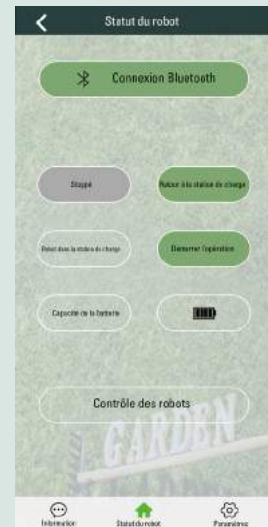 Statut du robot
Connexion Bluetooth
Stoppé
Retour à la station de charge
Robot dans la station de charge
Démarrer l'opération
Capacité de la batterie
Contrôle des robots
GARDEN
Information
Statut du robot
Paramètres